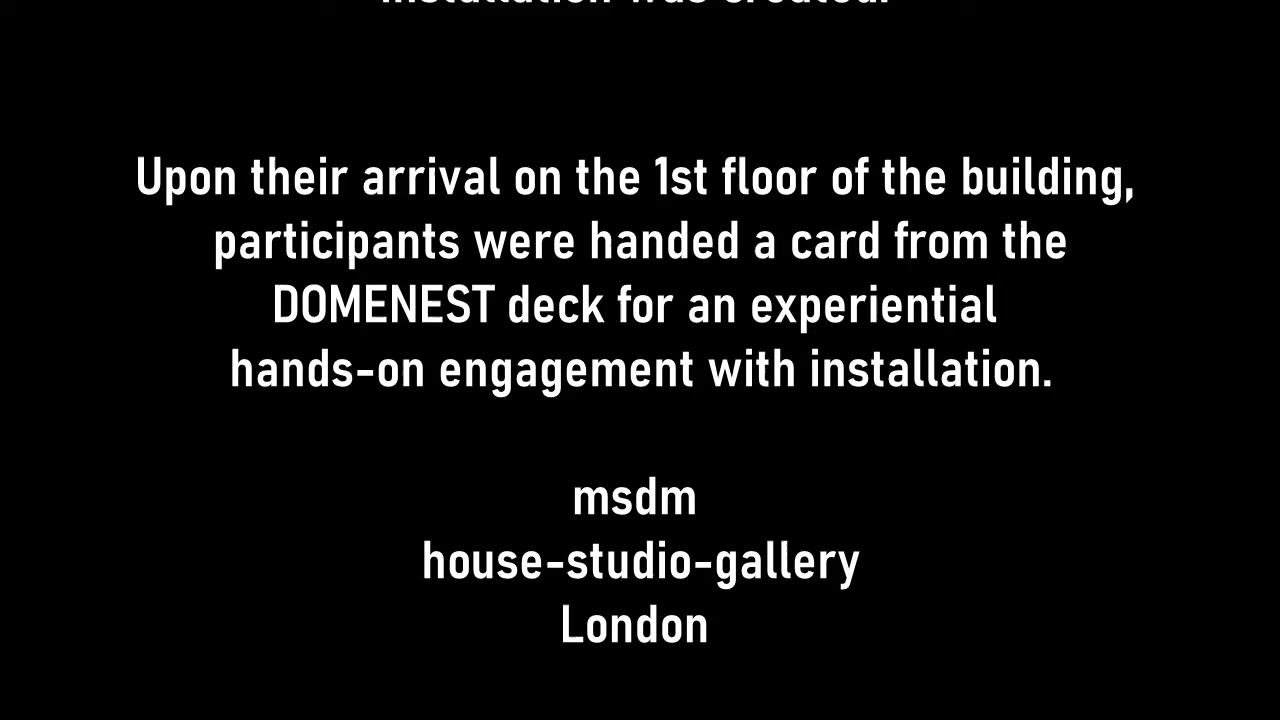 installation was created.
Upon their arrival on the 1st floor of the building,
participants were handed a card from the
DOMENEST deck for an experiential
hands-on engagement with installation.
msdm
house-studio-gallery
London